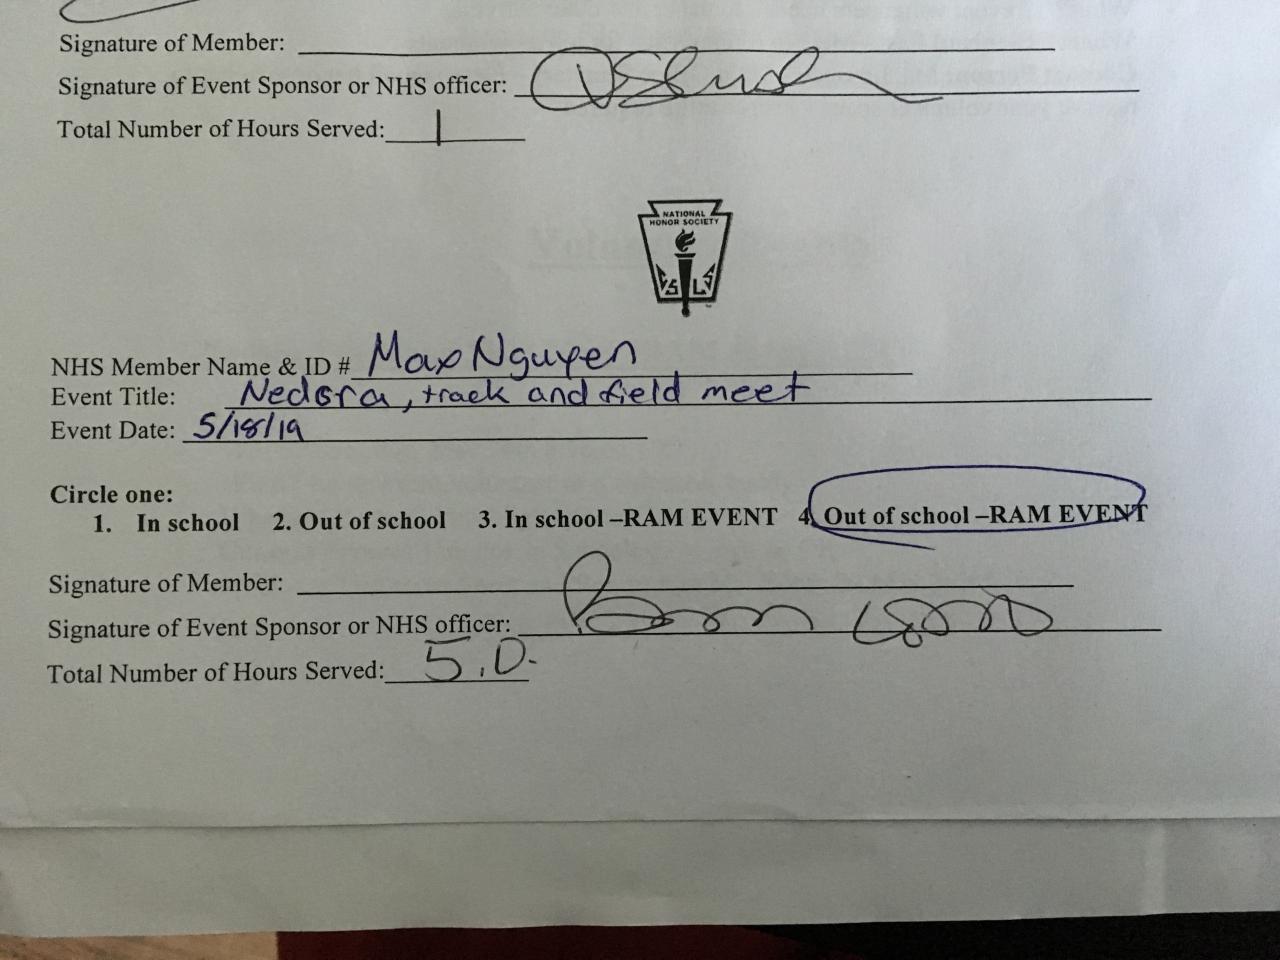 Signature of Member:
Signature of Event Sponsor or NHS officer:
Total Number of Hours Served: 1
NATIONAL
HONOR SOCIETY
NHS Member Name & ID # Max Nguyen
Event Title: Nedora, track and field meet
Event Date: 5/18/19
Circle one:
1. In school 2. Out of school 3. In school –RAM EVENT 4. Out of school –RAM EVENT
Signature of Member:
Signature of Event Sponsor or NHS officer:
Total Number of Hours Served: 5.0.